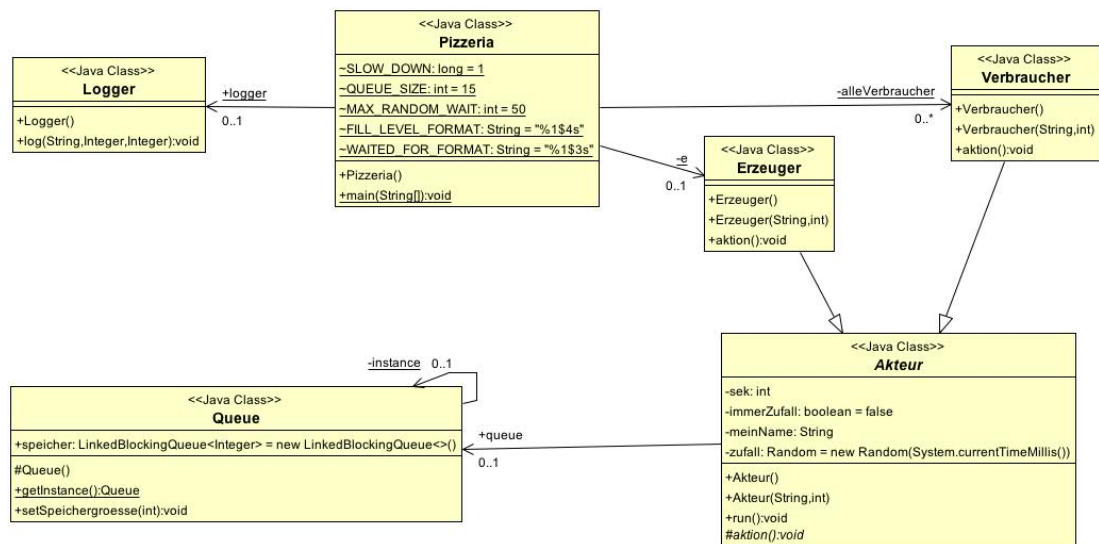 <<Java Class>>
Pizzeria
~SLOW_DOWN: long = 1
~QUEUE_SIZE: int = 15
~MAX_RANDOM_WAIT: int = 50
~FILL_LEVEL_FORMAT: String = "%1$4s"
~WAITED_FOR_FORMAT: String = "%1$3s"
+Pizzeria()
+main(String[]):void
<<Java Class>>
Logger
+Logger()
+log(String,Integer,Integer):void
+logger
0..1
-alleVerbraucher
0..*
<<Java Class>>
Verbraucher
+Verbraucher()
+Verbraucher(String,int)
+aktion():void
-e
0..1
<<Java Class>>
Erzeuger
+Erzeuger()
+Erzeuger(String,int)
+aktion():void
<<Java Class>>
Akteur
-sek: int
-immerZufall: boolean = false
-meinName: String
-zufall: Random = new Random(System.currentTimeMillis())
+Akteur()
+Akteur(String,int)
+run():void
#aktion():void
-instance
0..1
<<Java Class>>
Queue
+speicher: LinkedBlockingQueue<Integer> = new LinkedBlockingQueue<>()
#Queue()
+getInstance():Queue
+setSpeichergroesse(int):void
+queue
0..1